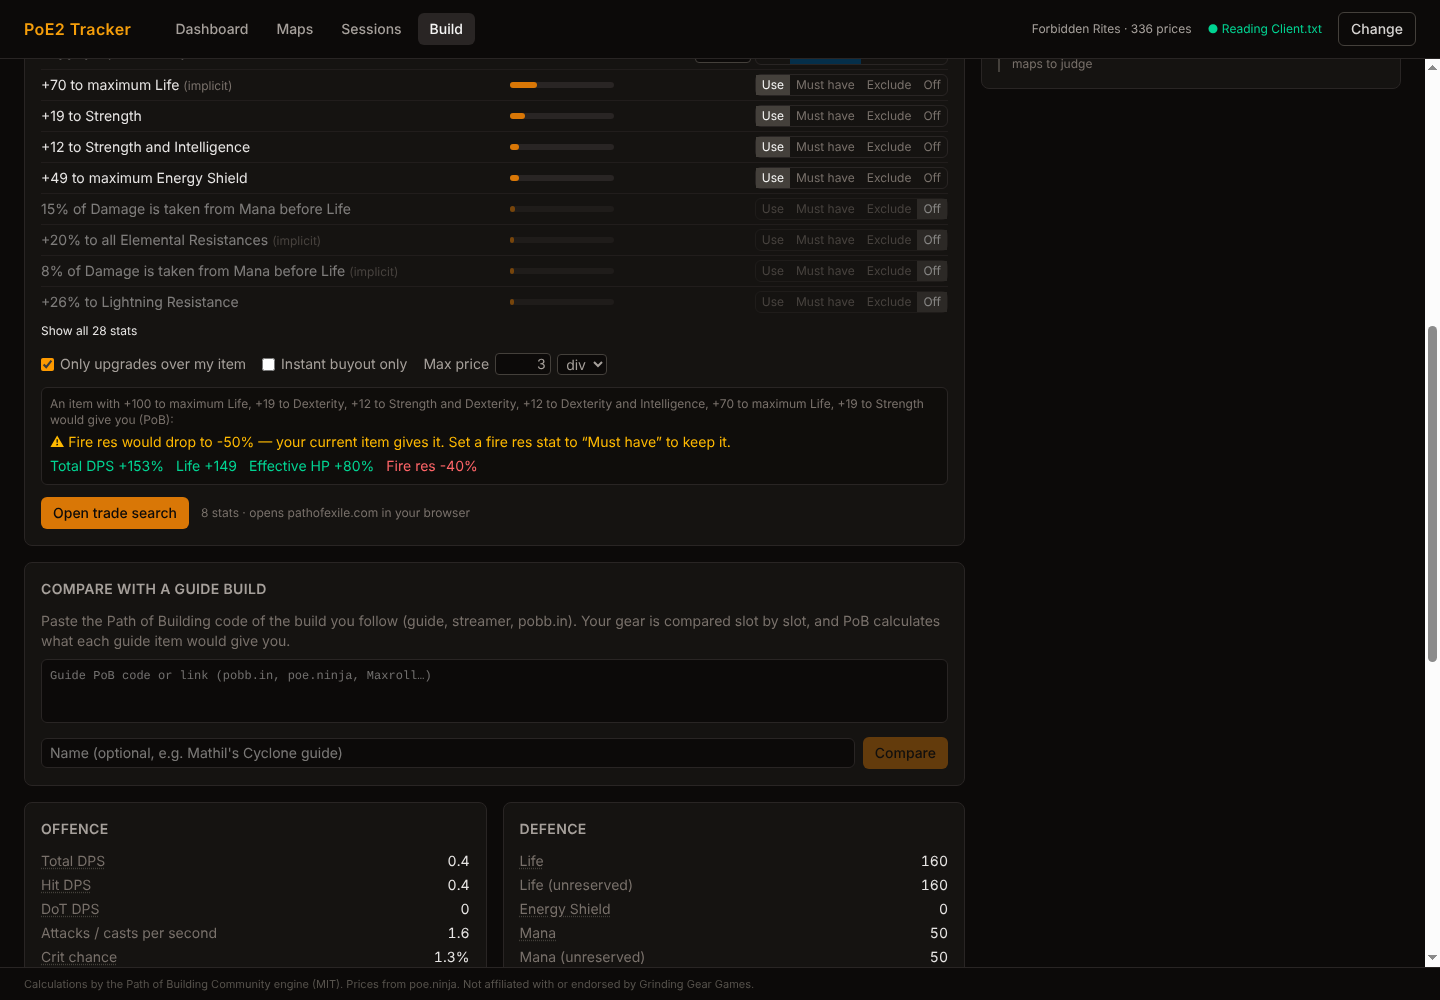 PoE2 Tracker
Dashboard
Maps
Sessions
Build
Forbidden Rites · 336 prices
Reading Client.txt
Change
maps to judge
+70 to maximum Life (implicit)
Use Must have Exclude Off
+19 to Strength
Use Must have Exclude Off
+12 to Strength and Intelligence
Use Must have Exclude Off
+49 to maximum Energy Shield
Use Must have Exclude Off
15% of Damage is taken from Mana before Life
Use Must have Exclude Off
+20% to all Elemental Resistances (implicit)
Use Must have Exclude Off
8% of Damage is taken from Mana before Life (implicit)
Use Must have Exclude Off
+26% to Lightning Resistance
Use Must have Exclude Off
Show all 28 stats
Only upgrades over my item
Instant buyout only
Max price
3
div
An item with +100 to maximum Life, +19 to Dexterity, +12 to Strength and Dexterity, +12 to Dexterity and Intelligence, +70 to maximum Life, +19 to Strength
would give you (PoB):
⚠ Fire res would drop to -50% — your current item gives it. Set a fire res stat to “Must have” to keep it.
Total DPS +153% Life +149 Effective HP +80% Fire res -40%
Open trade search
8 stats · opens pathofexile.com in your browser
COMPARE WITH A GUIDE BUILD
Paste the Path of Building code of the build you follow (guide, streamer, pobb.in). Your gear is compared slot by slot, and PoB calculates
what each guide item would give you.
Guide PoB code or link (pobb.in, poe.ninja, Maxroll…)
Name (optional, e.g. Mathil's Cyclone guide)
Compare
OFFENCE
Total DPS 0.4
Hit DPS 0.4
DoT DPS 0
Attacks / casts per second 1.6
Crit chance 1.3%
DEFENCE
Life 160
Life (unreserved) 160
Energy Shield 0
Mana 50
Mana (unreserved) 50
Calculations by the Path of Building Community engine (MIT). Prices from poe.ninja. Not affiliated with or endorsed by Grinding Gear Games.